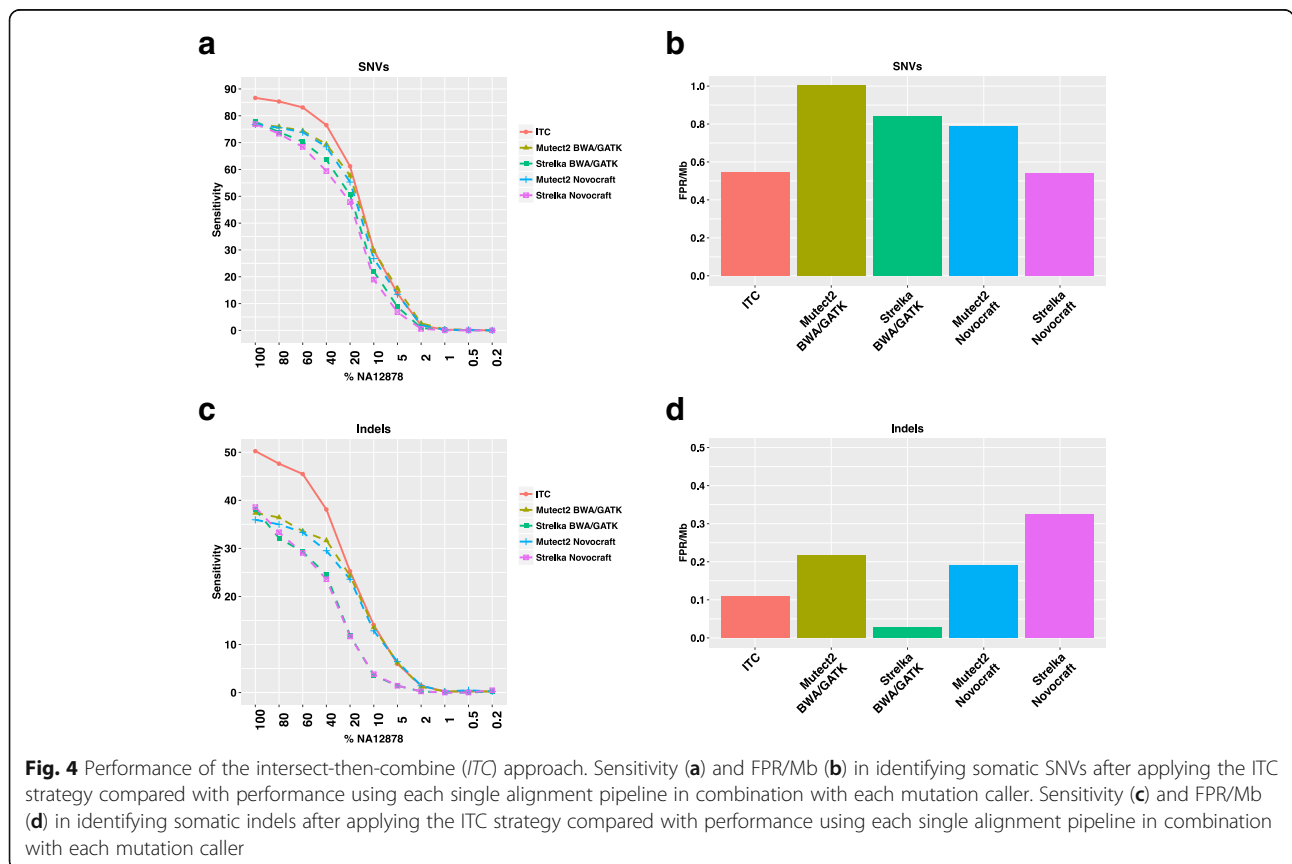 a
SNVs
Sensitivity
90
80
70
60
50
40
30
20
10
0
100
80
60
40
20
10
5
2
1
0.5
0.2
% NA12878
ITC
Mutect2 BWA/GATK
Strelka BWA/GATK
Mutect2 Novocraft
Strelka Novocraft
b
SNVs
FPR/Mb
1.0
0.8
0.6
0.4
0.2
0.0
ITC
Mutect2
BWA/GATK
Strelka
BWA/GATK
Mutect2
Novocraft
Strelka
Novocraft
c
Indels
Sensitivity
50
40
30
20
10
0
100
80
60
40
20
10
5
2
1
0.5
0.2
% NA12878
ITC
Mutect2 BWA/GATK
Strelka BWA/GATK
Mutect2 Novocraft
Strelka Novocraft
d
Indels
FPR/Mb
0.5
0.4
0.3
0.2
0.1
0.0
ITC
Mutect2
BWA/GATK
Strelka
BWA/GATK
Mutect2
Novocraft
Strelka
Novocraft
Fig. 4 Performance of the intersect-then-combine (ITC) approach. Sensitivity (a) and FPR/Mb (b) in identifying somatic SNVs after applying the ITC
strategy compared with performance using each single alignment pipeline in combination with each mutation caller. Sensitivity (c) and FPR/Mb
(d) in identifying somatic indels after applying the ITC strategy compared with performance using each single alignment pipeline in combination
with each mutation caller